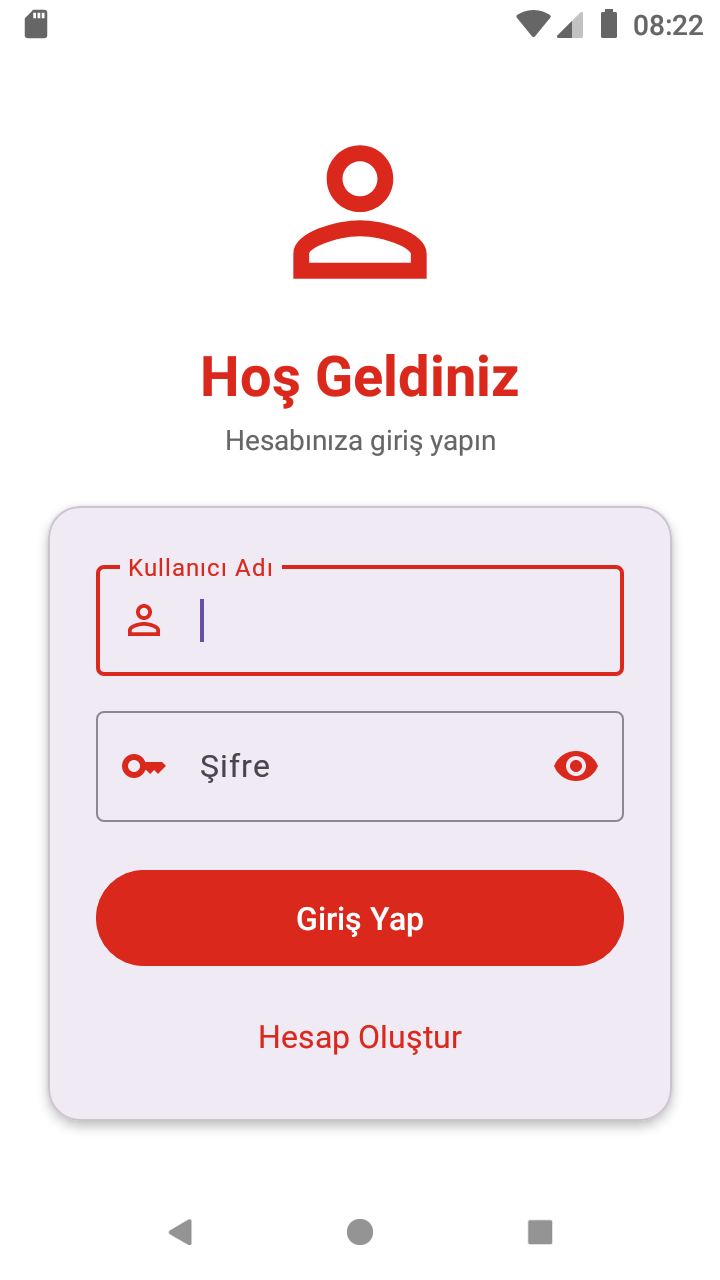 08:22
Hoş Geldiniz
Hesabınıza giriş yapın
Kullanıcı Adı
Şifre
Giriş Yap
Hesap Oluştur